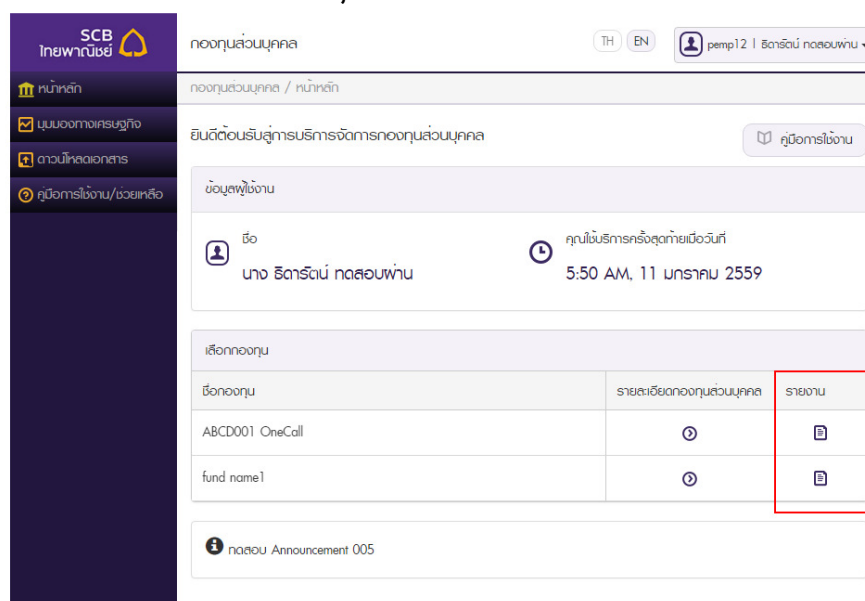 SCB
ไทยพาณิชย์
กองทุนส่วนบุคคล
TH EN
pemp12 | ธิดารัตน์ ทดสอบผ่าน
หน้าหลัก
กองทุนส่วนบุคคล / หน้าหลัก
มุมมองทางเศรษฐกิจ
ยินดีต้อนรับสู่การบริการจัดการกองทุนส่วนบุคคล
คู่มือการใช้งาน
ดาวน์โหลดเอกสาร
คู่มือการใช้งาน/ช่วยเหลือ
ข้อมูลผู้ใช้งาน
ชื่อ
นาง ธิดารัตน์ ทดสอบผ่าน
คุณใช้บริการครั้งสุดท้ายเมื่อวันที่
5:50 AM, 11 มกราคม 2559
เลือกกองทุน
ชื่อกองทุน รายละเอียดกองทุนส่วนบุคคล รายงาน
ABCD001 OneCall
fund name1
ทดสอบ Announcement 005